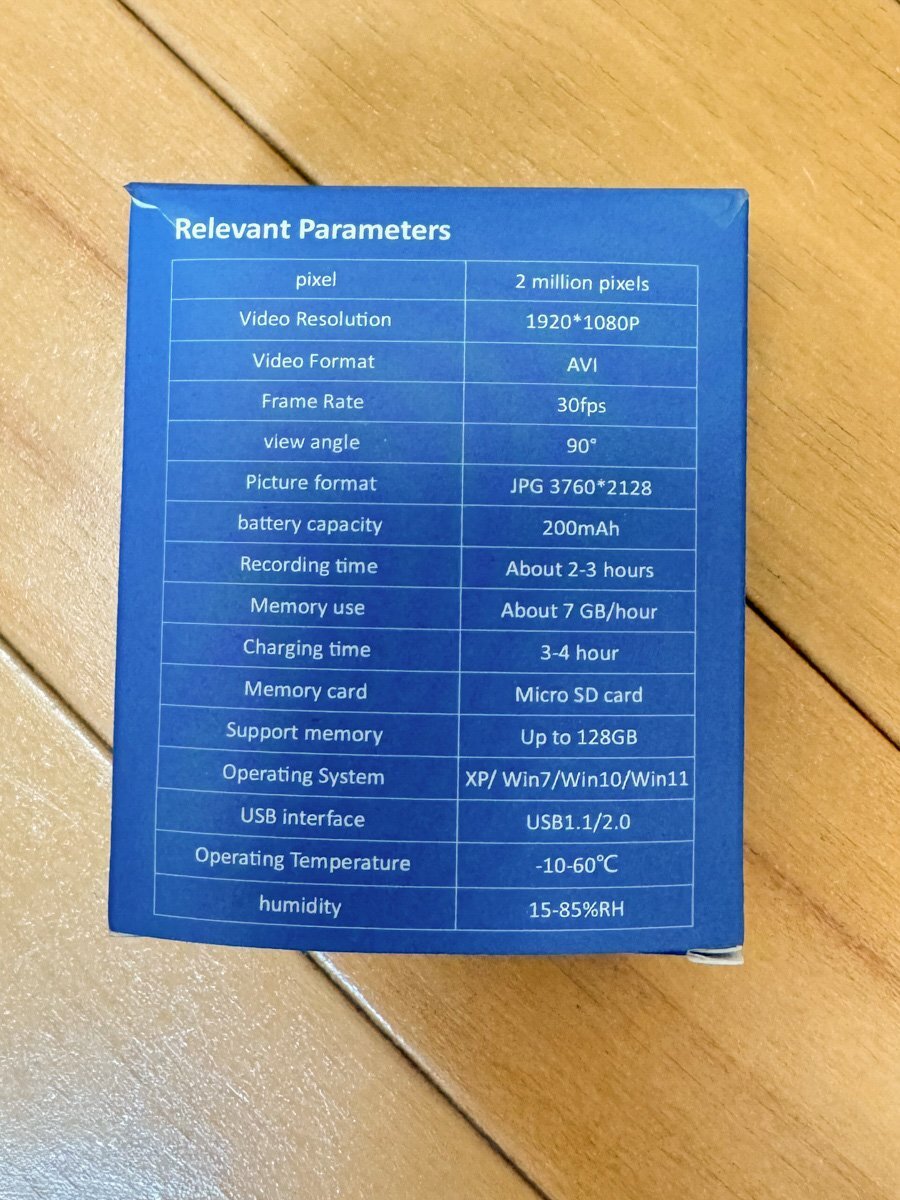 Relevant Parameters
pixel 2 million pixels
Video Resolution 1920*1080P
Video Format AVI
Frame Rate 30fps
view angle 90°
Picture format JPG 3760*2128
battery capacity 200mAh
Recording time About 2-3 hours
Memory use About 7 GB/hour
Charging time 3-4 hour
Memory card Micro SD card
Support memory Up to 128GB
Operating System XP/ Win7/Win10/Win11
USB interface USB1.1/2.0
Operating Temperature -10-60℃
humidity 15-85%RH